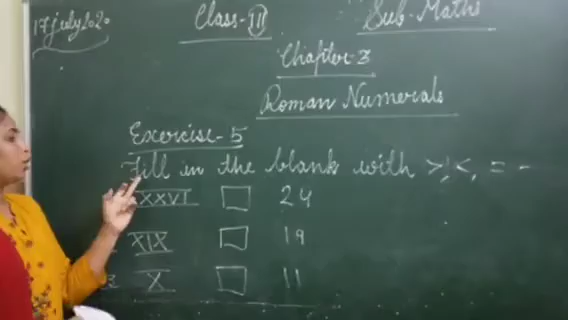 17 July 2020 Class-III Sub-Maths
Chapter-3
Roman Numerals
Exercise-5
Fill in the blank with >, <, = -
XXVI □ 24
XIX □ 19
3 X □ 11